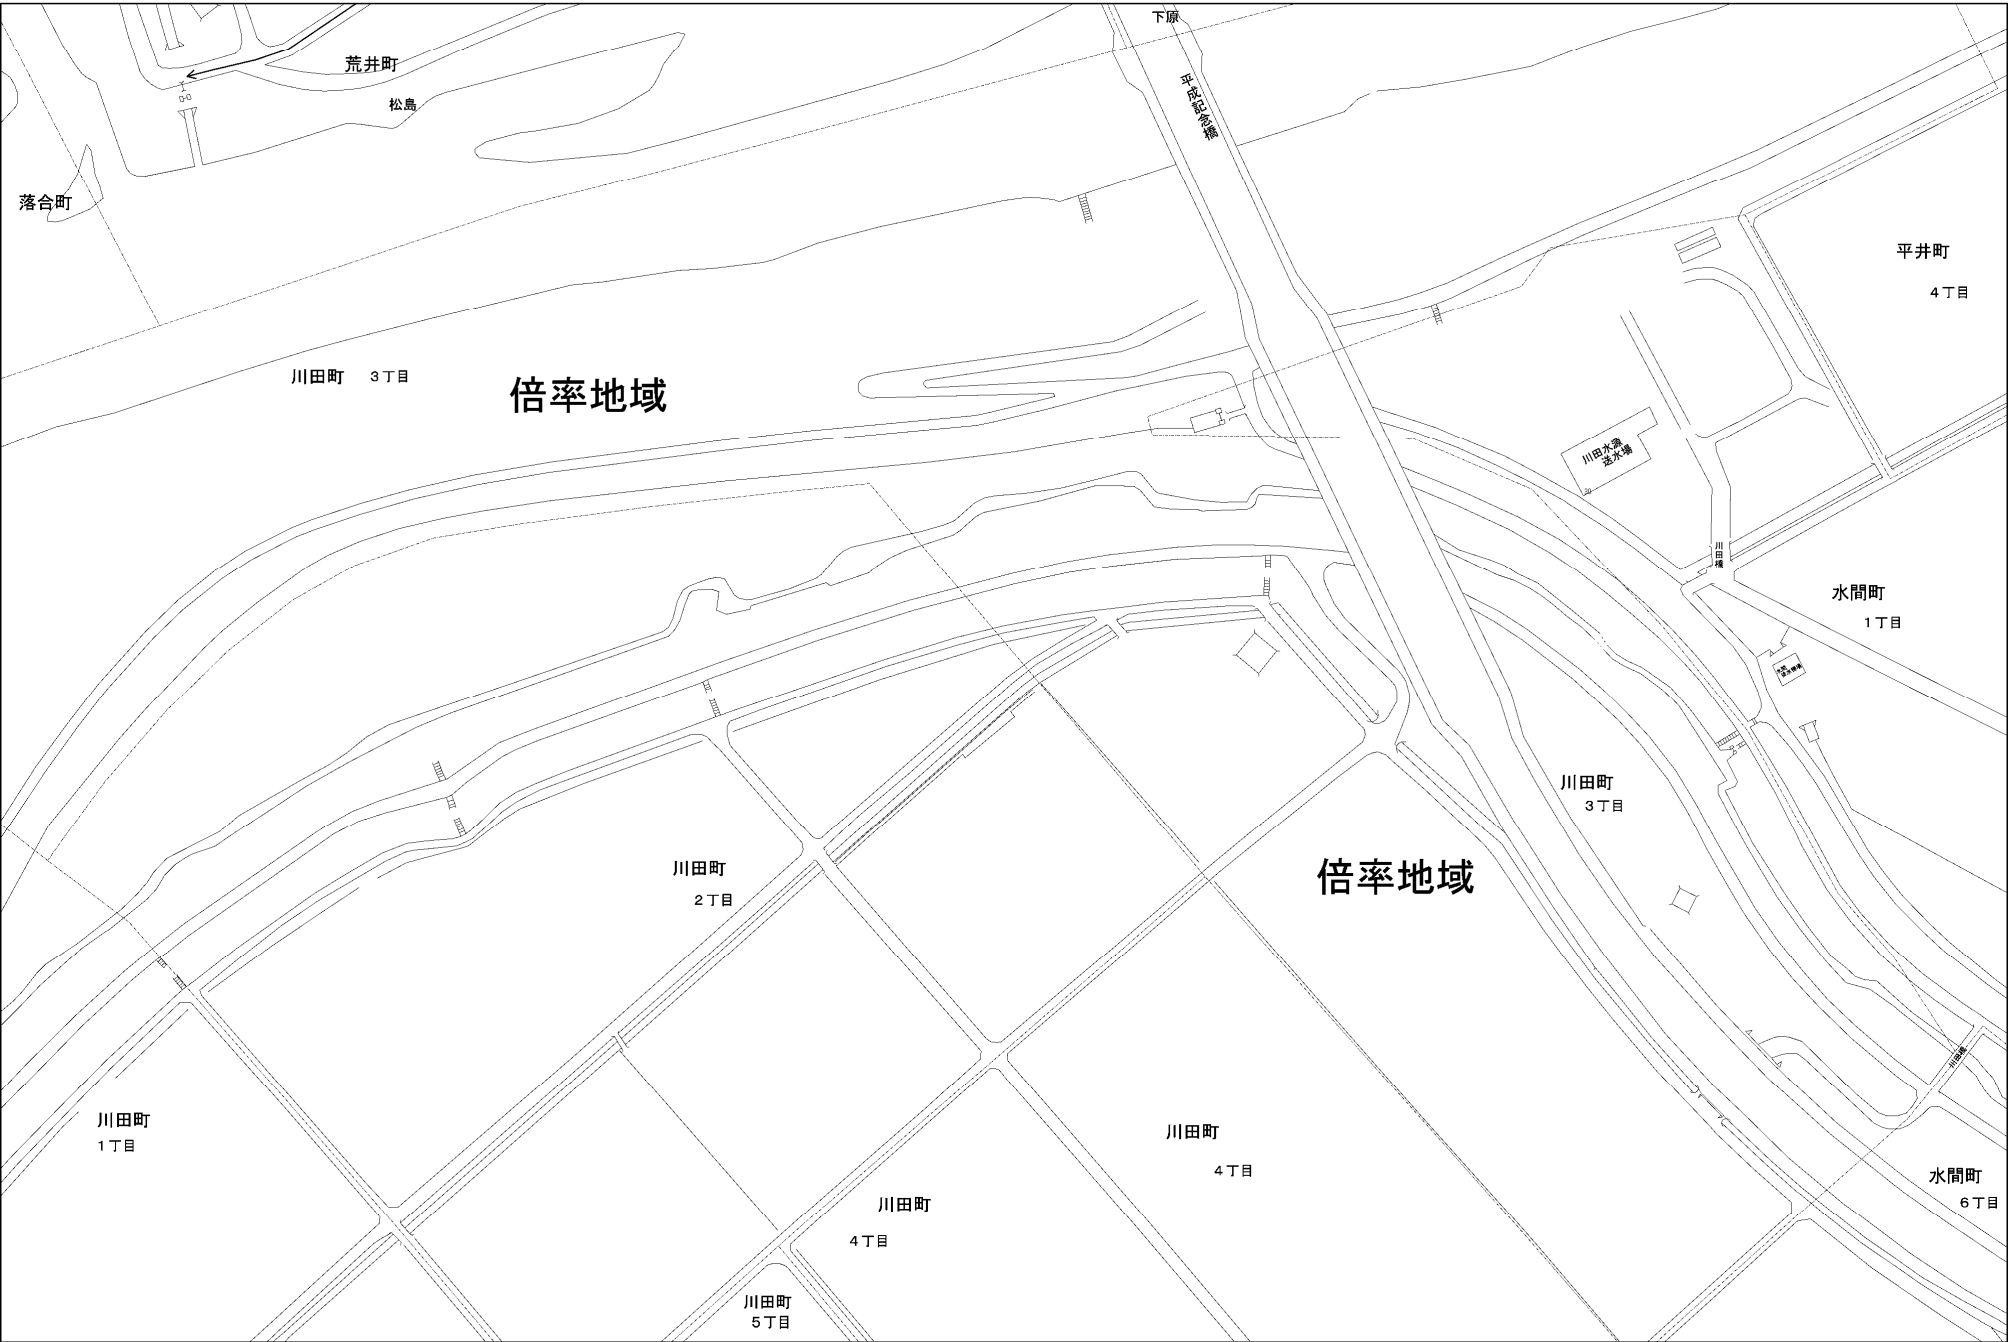 下原
荒井町
松島
平成記念橋
落合町
平井町
4丁目
川田町 3丁目
倍率地域
川田水源
送水場
20
川田橋
水間町
1丁目
川田町
3丁目
川田町
2丁目
倍率地域
川田橋
川田町
1丁目
川田町
4丁目
水間町
6丁目
川田町
4丁目
川田町
5丁目